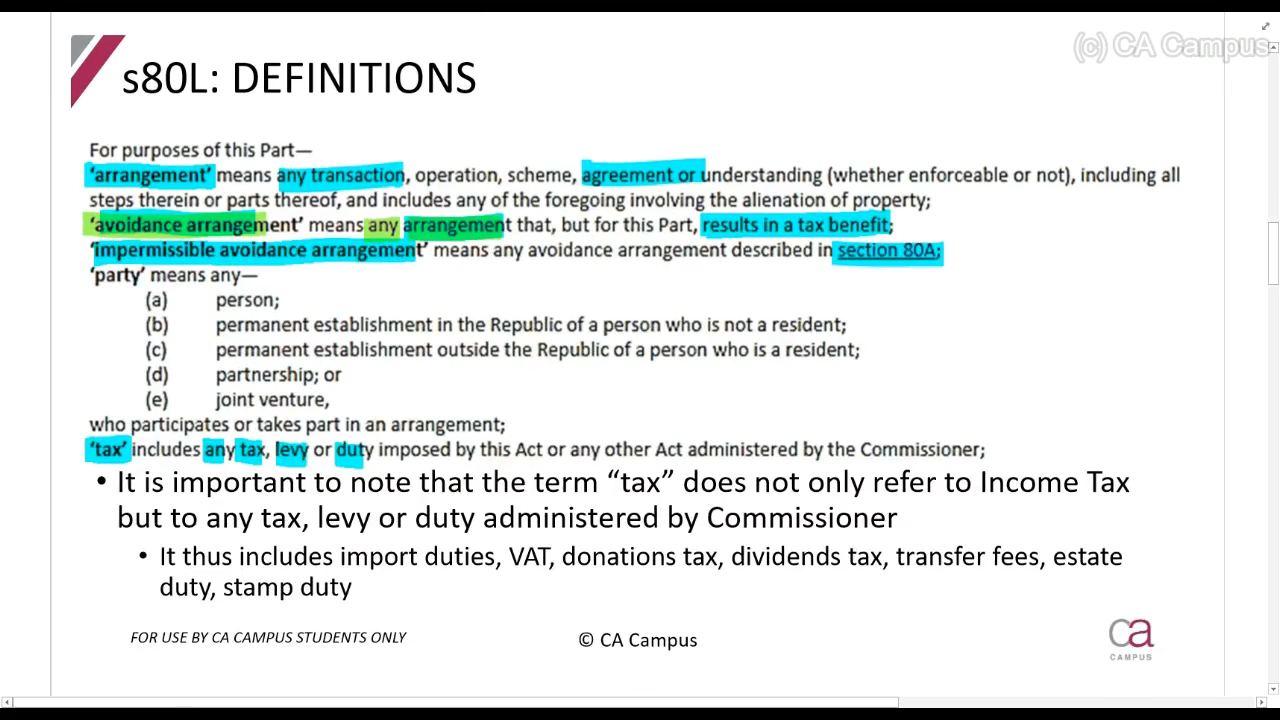 (c) CA Campus
s80L: DEFINITIONS
For purposes of this Part—
‘arrangement’ means any transaction, operation, scheme, agreement or understanding (whether enforceable or not), including all
steps therein or parts thereof, and includes any of the foregoing involving the alienation of property;
‘avoidance arrangement’ means any arrangement that, but for this Part, results in a tax benefit;
‘impermissible avoidance arrangement’ means any avoidance arrangement described in section 80A;
‘party’ means any—
(a) person;
(b) permanent establishment in the Republic of a person who is not a resident;
(c) permanent establishment outside the Republic of a person who is a resident;
(d) partnership; or
(e) joint venture,
who participates or takes part in an arrangement;
‘tax’ includes any tax, levy or duty imposed by this Act or any other Act administered by the Commissioner;
• It is important to note that the term “tax” does not only refer to Income Tax
but to any tax, levy or duty administered by Commissioner
• It thus includes import duties, VAT, donations tax, dividends tax, transfer fees, estate
duty, stamp duty
FOR USE BY CA CAMPUS STUDENTS ONLY
© CA Campus
ca
CAMPUS